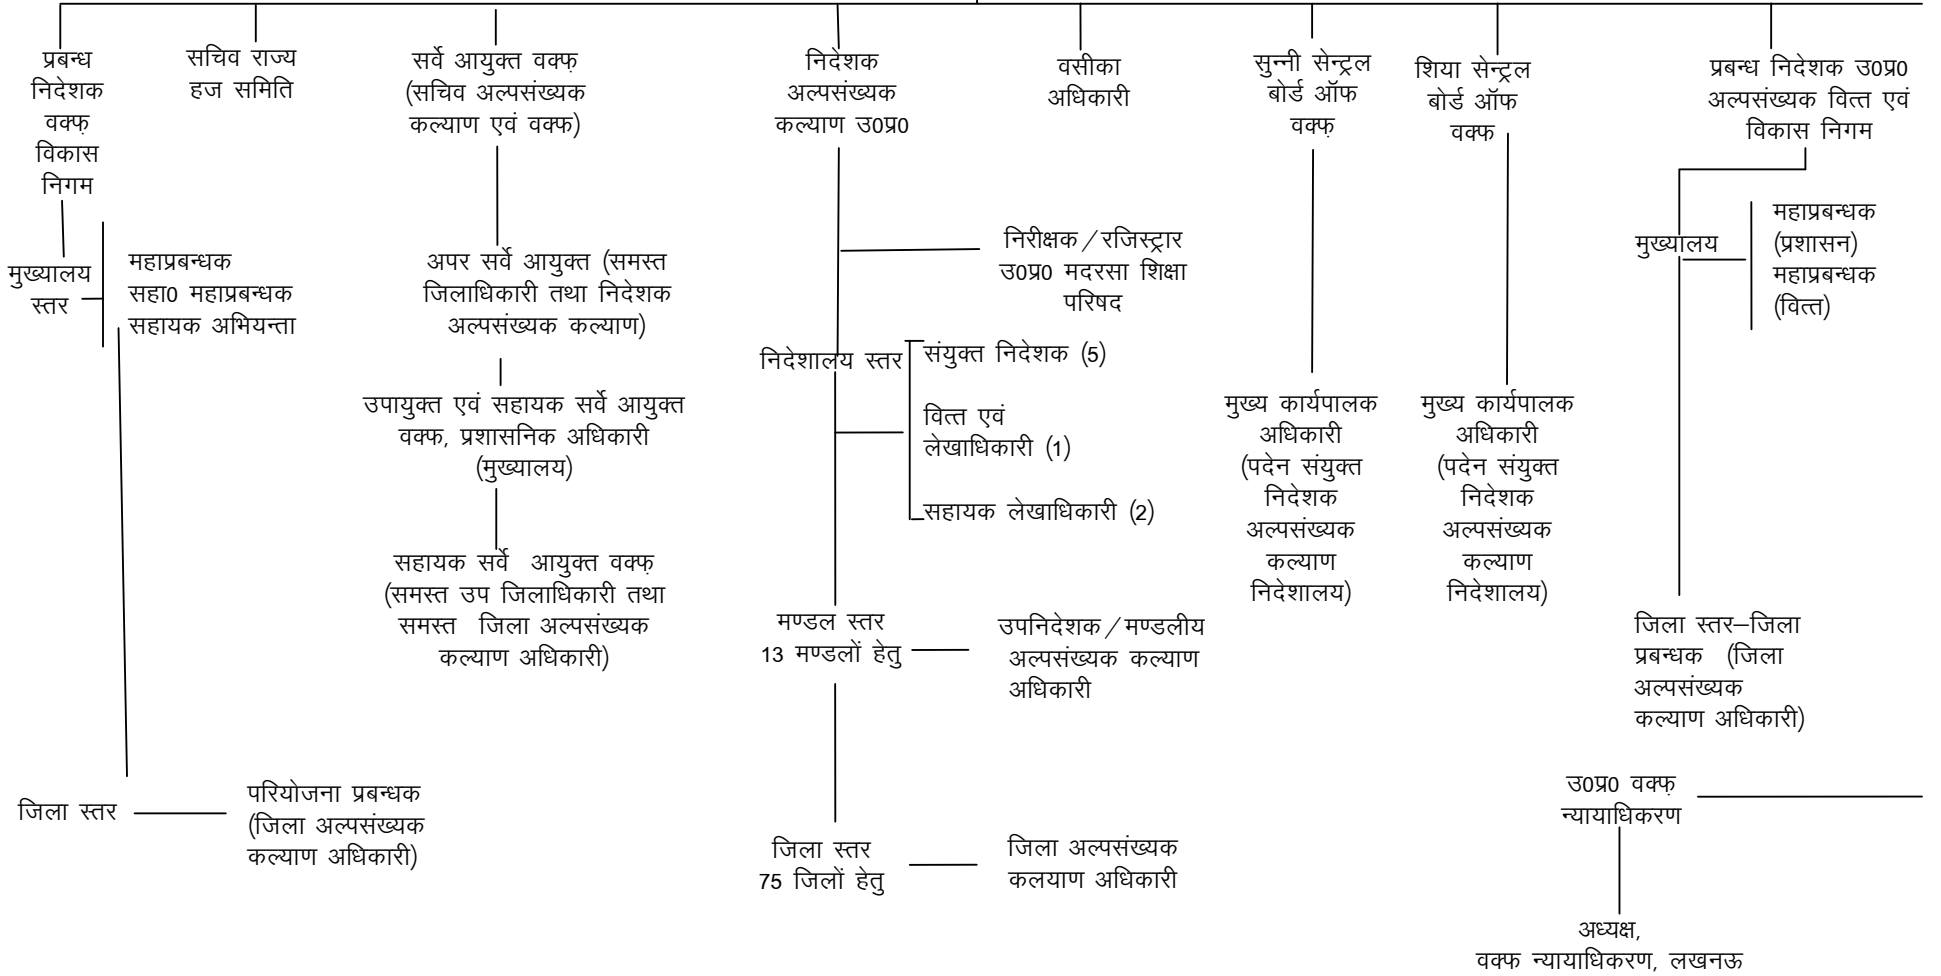 प्रबन्ध
निदेशक
वक्फ़
विकास
निगम
मुख्यालय
स्तर
महाप्रबन्धक
सहा0 महाप्रबन्धक
सहायक अभियन्ता
जिला स्तर
परियोजना प्रबन्धक
(जिला अल्पसंख्यक
कल्याण अधिकारी)
सचिव राज्य
हज समिति
सर्वे आयुक्त वक्फ़
(सचिव अल्पसंख्यक
कल्याण एवं वक्फ)
अपर सर्वे आयुक्त (समस्त
जिलाधिकारी तथा निदेशक
अल्पसंख्यक कल्याण)
उपायुक्त एवं सहायक सर्वे आयुक्त
वक्फ, प्रशासनिक अधिकारी
(मुख्यालय)
सहायक सर्वे आयुक्त वक्फ़
(समस्त उप जिलाधिकारी तथा
समस्त जिला अल्पसंख्यक
कल्याण अधिकारी)
निदेशक
अल्पसंख्यक
कल्याण उ0प्र0
निरीक्षक/रजिस्ट्रार
उ0प्र0 मदरसा शिक्षा
परिषद
निदेशालय स्तर
संयुक्त निदेशक (5)
वित्त एवं
लेखाधिकारी (1)
सहायक लेखाधिकारी (2)
मण्डल स्तर
13 मण्डलों हेतु
उपनिदेशक/मण्डलीय
अल्पसंख्यक कल्याण
अधिकारी
जिला स्तर
75 जिलों हेतु
जिला अल्पसंख्यक
कलयाण अधिकारी
वसीका
अधिकारी
सुन्नी सेन्ट्रल
बोर्ड ऑफ
वक्फ़
मुख्य कार्यपालक
अधिकारी
(पदेन संयुक्त
निदेशक
अल्पसंख्यक
कल्याण
निदेशालय)
शिया सेन्ट्रल
बोर्ड ऑफ
वक्फ
मुख्य कार्यपालक
अधिकारी
(पदेन संयुक्त
निदेशक
अल्पसंख्यक
कल्याण
निदेशालय)
प्रबन्ध निदेशक उ0प्र0
अल्पसंख्यक वित्त एवं
विकास निगम
मुख्यालय
महाप्रबन्धक
(प्रशासन)
महाप्रबन्धक
(वित्त)
जिला स्तर–जिला
प्रबन्धक (जिला
अल्पसंख्यक
कल्याण अधिकारी)
उ0प्र0 वक्फ़
न्यायाधिकरण
अध्यक्ष,
वक्फ न्यायाधिकरण, लखनऊ